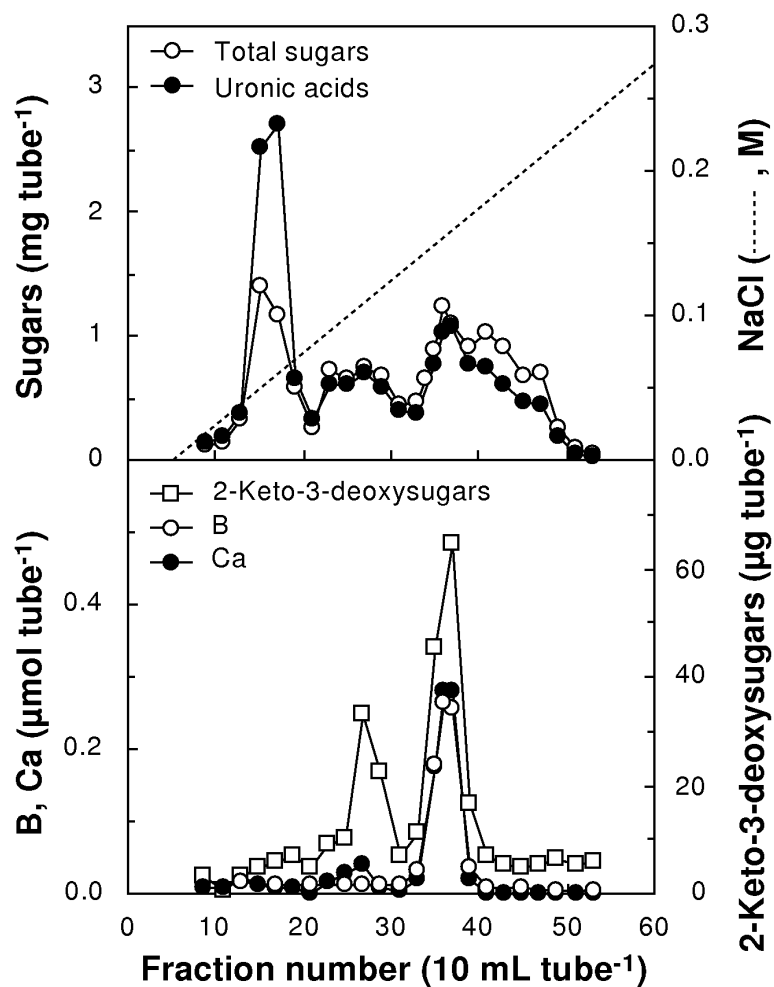 Total sugars
Uronic acids
Sugars (mg tube⁻¹)
3
2
1
0
0.3
0.2
0.1
0.0
NaCl (-------, M)
2-Keto-3-deoxysugars
B
Ca
B, Ca (μmol tube⁻¹)
0.4
0.2
0.0
60
40
20
0
2-Keto-3-deoxysugars (μg tube⁻¹)
0 10 20 30 40 50 60
Fraction number (10 mL tube⁻¹)